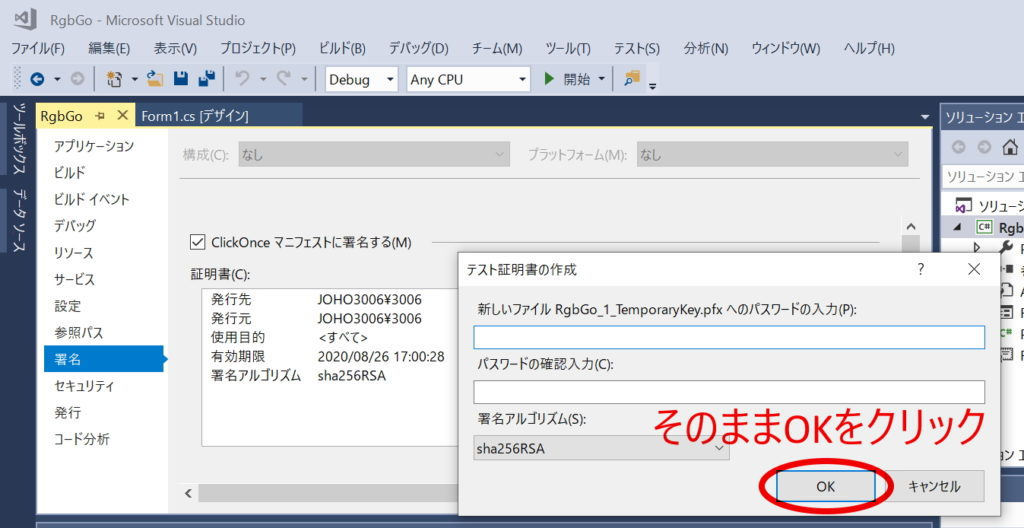 RgbGo - Microsoft Visual Studio
ファイル(F) 編集(E) 表示(V) プロジェクト(P) ビルド(B) デバッグ(D) チーム(M) ツール(T) テスト(S) 分析(N) ウィンドウ(W) ヘルプ(H)
Debug Any CPU 開始
ツールボックス
データ ソース
RgbGo Form1.cs [デザイン]
アプリケーション
ビルド
ビルド イベント
デバッグ
リソース
サービス
設定
参照パス
署名
セキュリティ
発行
コード分析
構成(C): なし プラットフォーム(M): なし
ClickOnce マニフェストに署名する(M)
証明書(C):
発行先 JOHO3006¥3006
発行元 JOHO3006¥3006
使用目的 <すべて>
有効期限 2020/08/26 17:00:28
署名アルゴリズム sha256RSA
テスト証明書の作成 ?
新しいファイル RgbGo_1_TemporaryKey.pfx へのパスワードの入力(P):
パスワードの確認入力(C):
署名アルゴリズム(S):
sha256RSA
そのままOKをクリック
OK キャンセル
ソリューション エ
ソリューション エ
ソリューシ
C# Rgb